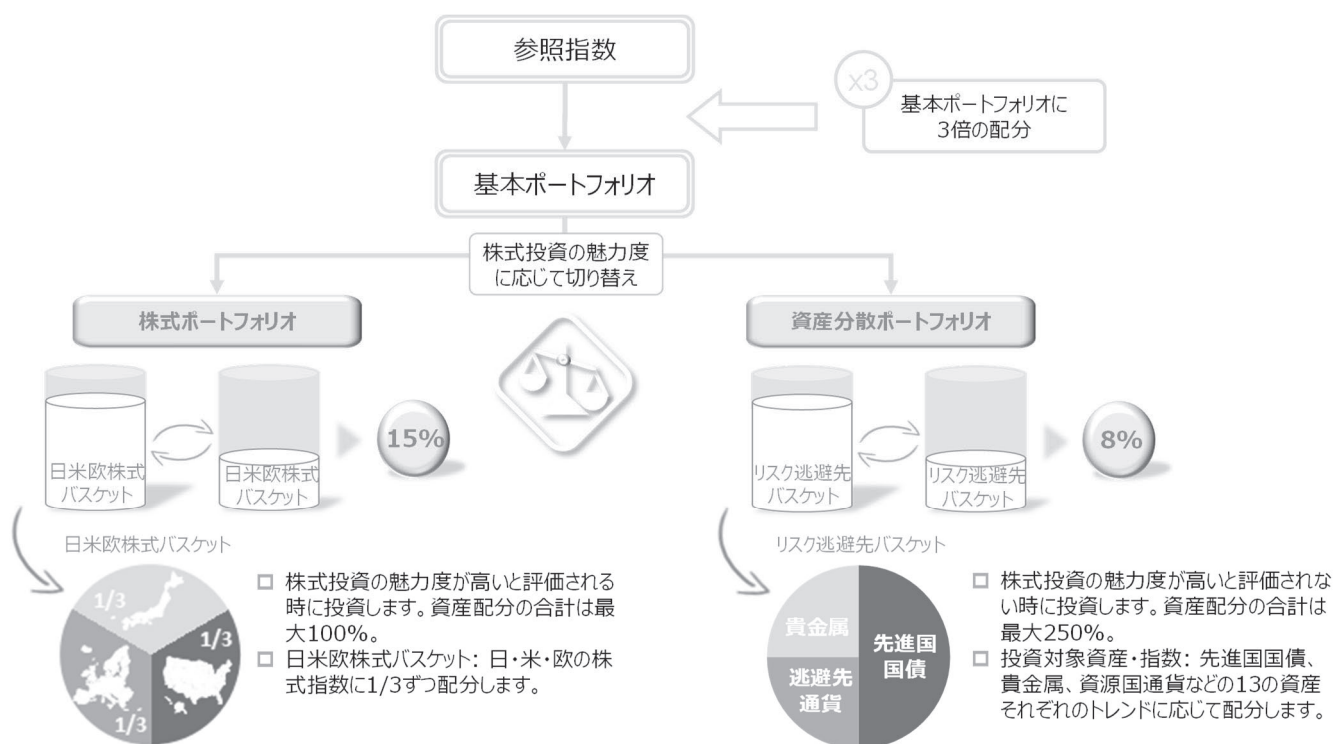 参照指数
x3
基本ポートフォリオに
3倍の配分
基本ポートフォリオ
株式投資の魅力度
に応じて切り替え
株式ポートフォリオ
資産分散ポートフォリオ
日米欧株式
バスケット
日米欧株式
バスケット
15%
リスク逃避先
バスケット
リスク逃避先
バスケット
8%
日米欧株式バスケット
1/3
1/3
1/3
□ 株式投資の魅力度が高いと評価される
時に投資します。資産配分の合計は最
大100%。
□ 日米欧株式バスケット: 日・米・欧の株
式指数に1/3ずつ配分します。
リスク逃避先バスケット
貴金属
先進国
国債
逃避先
通貨
□ 株式投資の魅力度が高いと評価されな
い時に投資します。資産配分の合計は
最大250%。
□ 投資対象資産・指数: 先進国国債、
貴金属、資源国通貨などの13の資産
それぞれのトレンドに応じて配分します。